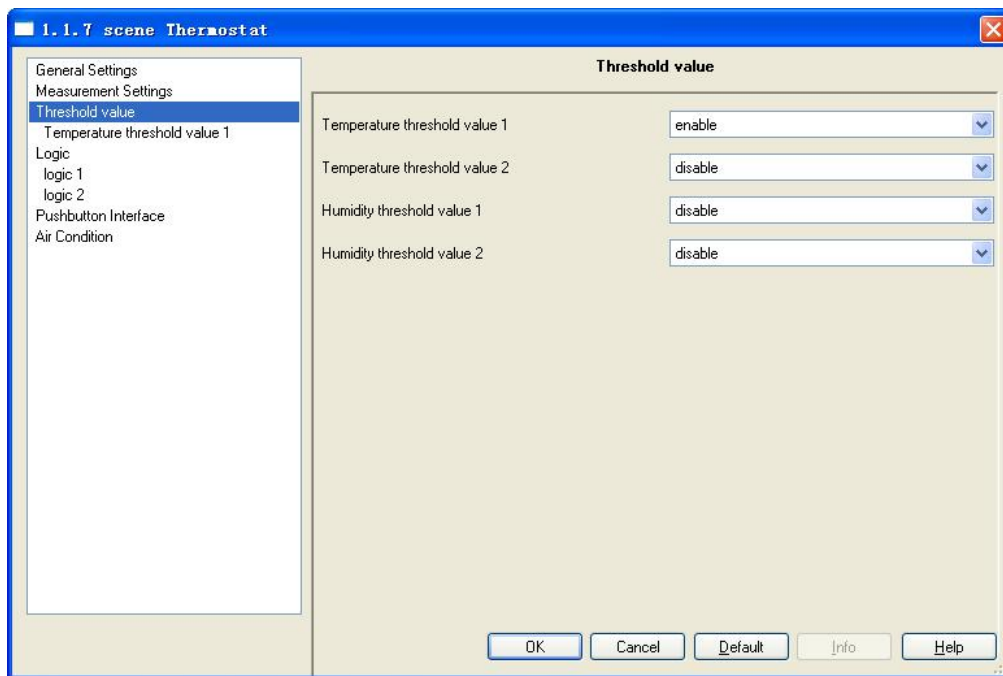 1.1.7 scene Thermostat
General Settings
Measurement Settings
Threshold value
Temperature threshold value 1
Logic
logic 1
logic 2
Pushbutton Interface
Air Condition
Threshold value
Temperature threshold value 1 enable
Temperature threshold value 2 disable
Humidity threshold value 1 disable
Humidity threshold value 2 disable
OK Cancel Default Info Help